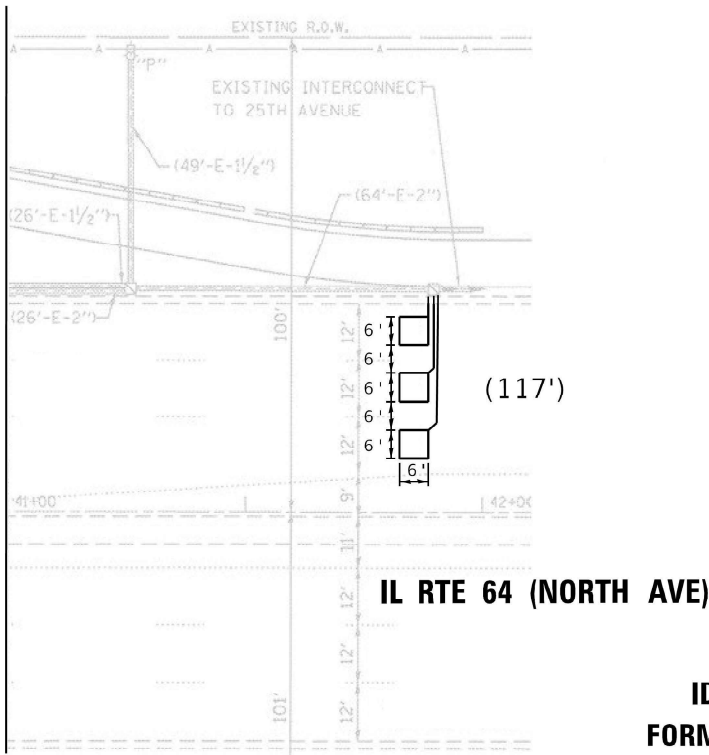 EXISTING R.O.W.
A A A A A A
"P"
EXISTING INTERCONNECT
TO 25TH AVENUE
(49'-E-1½")
(64'-E-2")
(26'-E-1½")
(26'-E-2")
100'
12'
12'
12'
9'
11'
12'
12'
12'
101'
6'
6'
6'
6'
6'
6'
(117')
41+00
42+00
IL RTE 64 (NORTH AVE)
ID
FORM